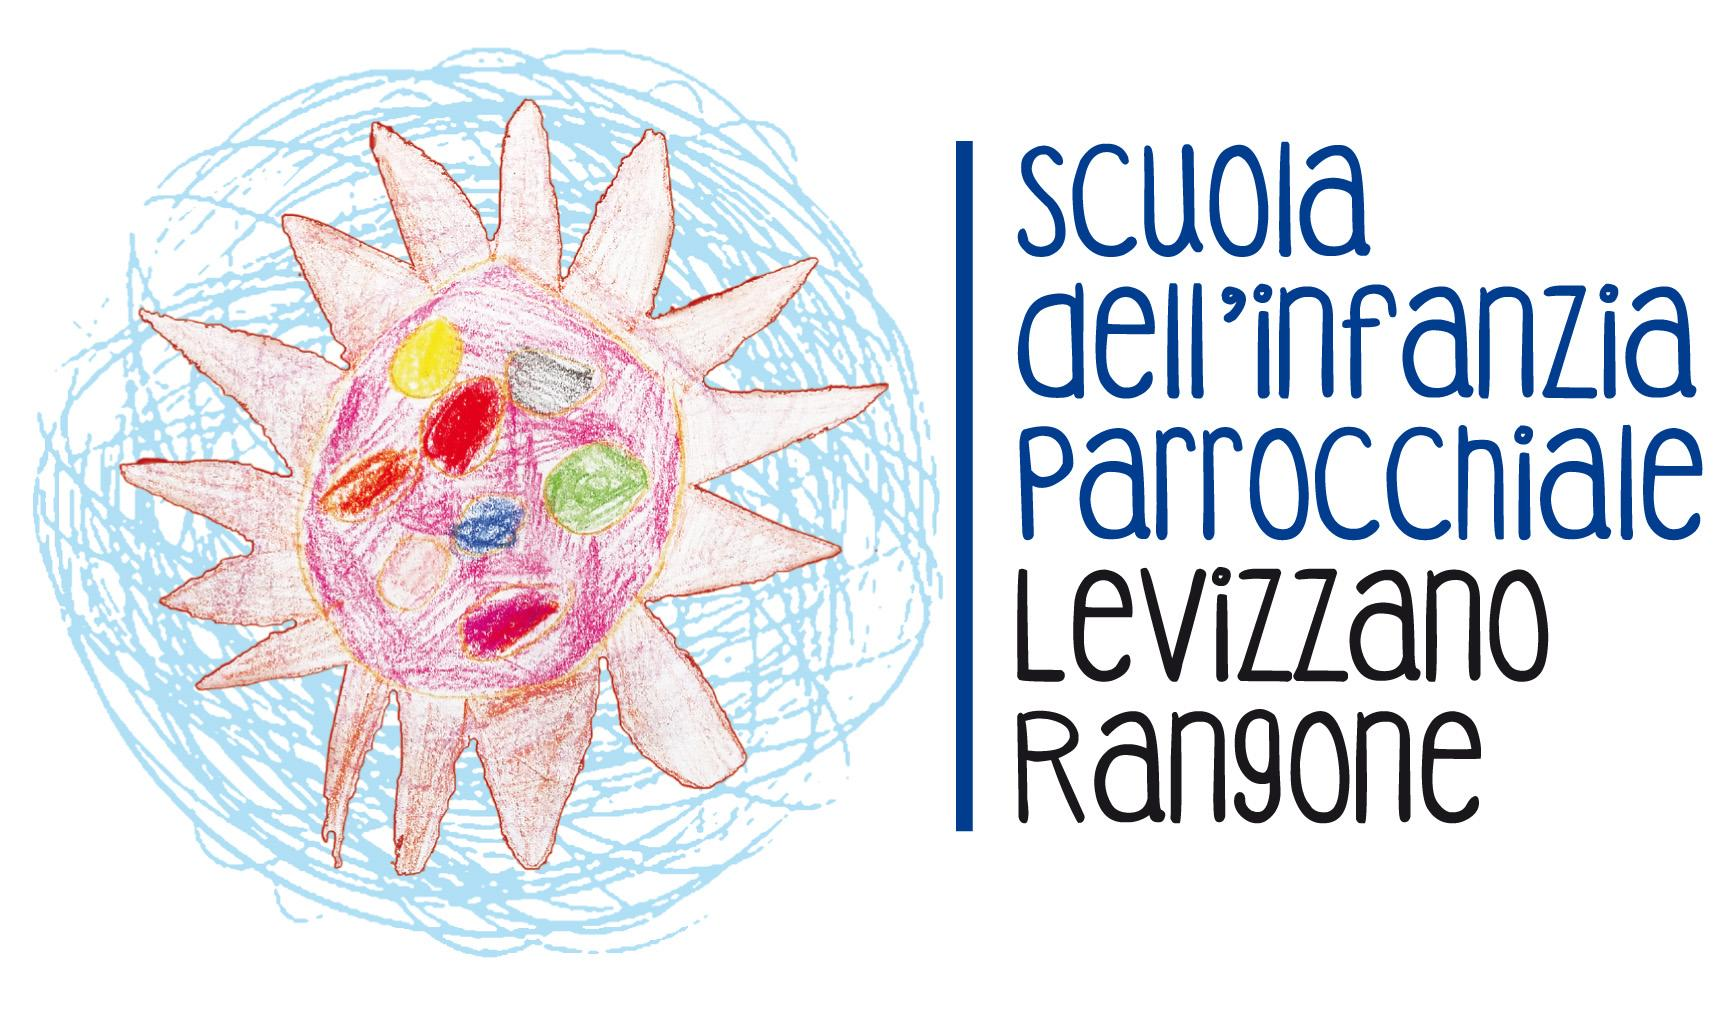 scuola
dell'infanzia
parrocchiale
Levizzano
Rangone